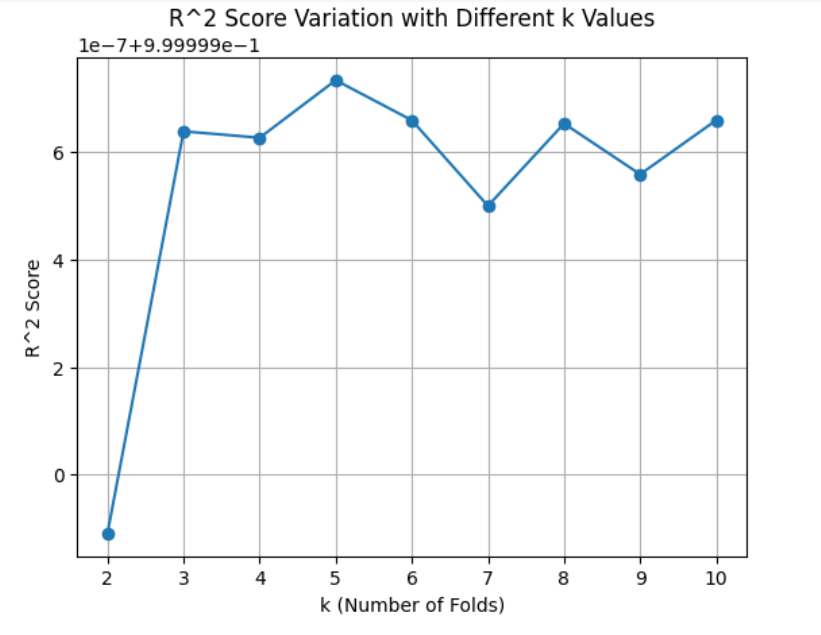 R^2 Score Variation with Different k Values
1e−7+9.99999e−1
6
4
2
0
R^2 Score
2 3 4 5 6 7 8 9 10
k (Number of Folds)